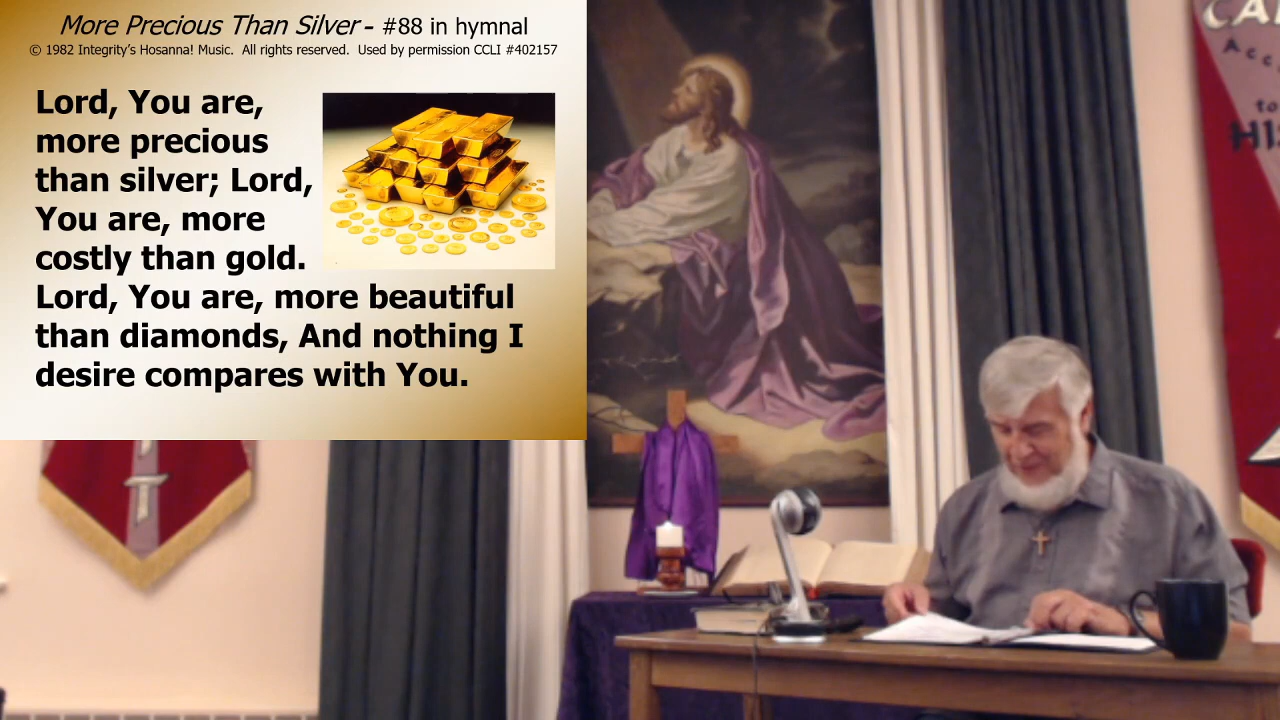 More Precious Than Silver - #88 in hymnal
© 1982 Integrity's Hosanna! Music. All rights reserved. Used by permission CCLI #402157
Lord, You are,
more precious
than silver; Lord,
You are, more
costly than gold.
Lord, You are, more beautiful
than diamonds, And nothing I
desire compares with You.
to